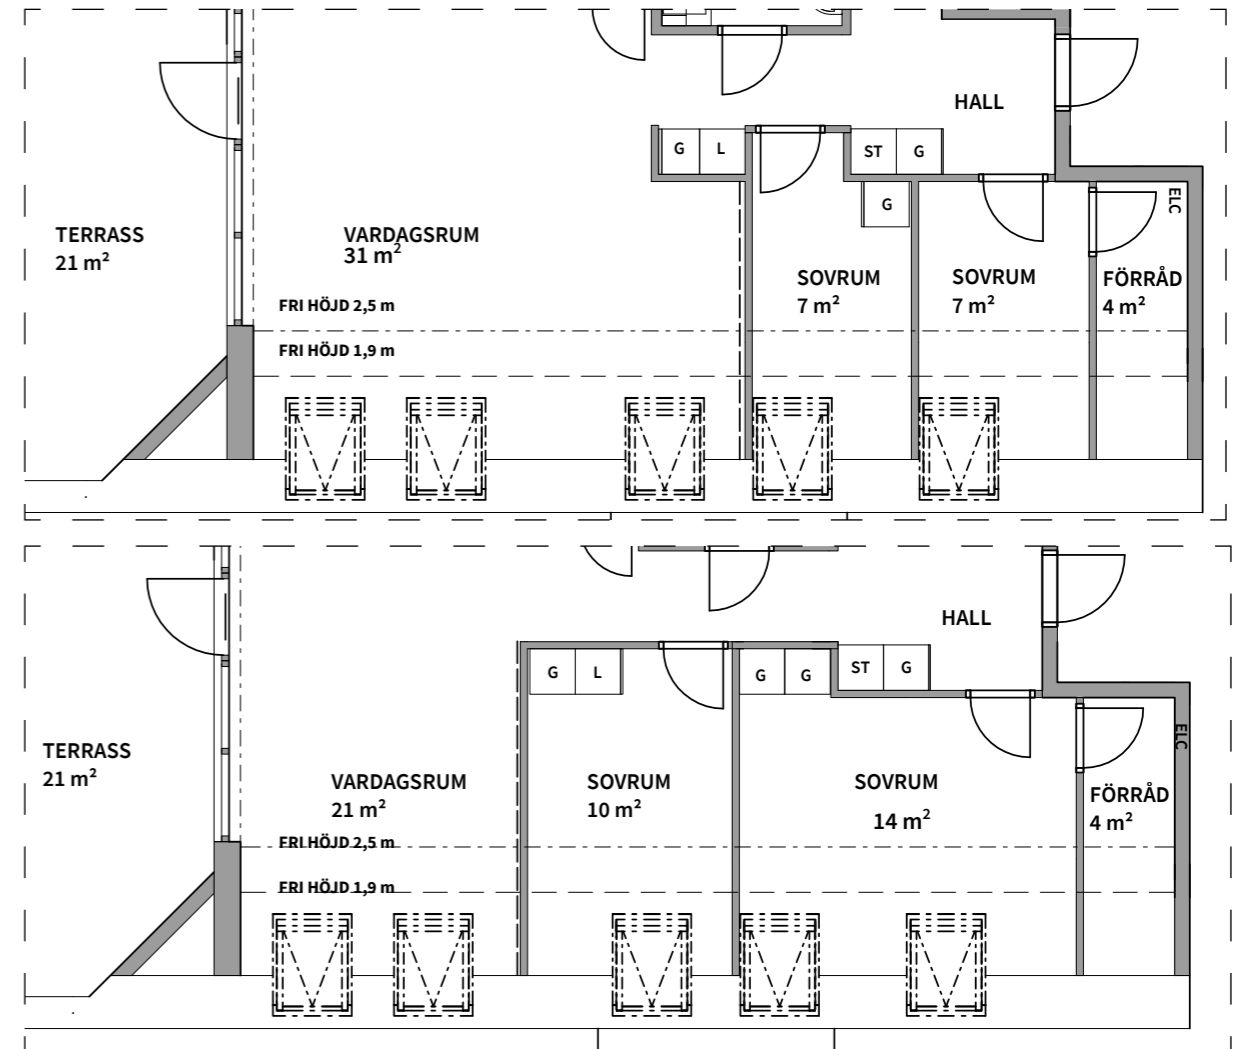 HALL
G L
ST G
G
ELC
TERRASS
21 m²
VARDAGSRUM
31 m²
SOVRUM
7 m²
SOVRUM
7 m²
FÖRRÅD
4 m²
FRI HÖJD 2,5 m
FRI HÖJD 1,9 m
HALL
G L
G G
ST G
ELC
TERRASS
21 m²
VARDAGSRUM
21 m²
SOVRUM
10 m²
SOVRUM
14 m²
FÖRRÅD
4 m²
FRI HÖJD 2,5 m
FRI HÖJD 1,9 m